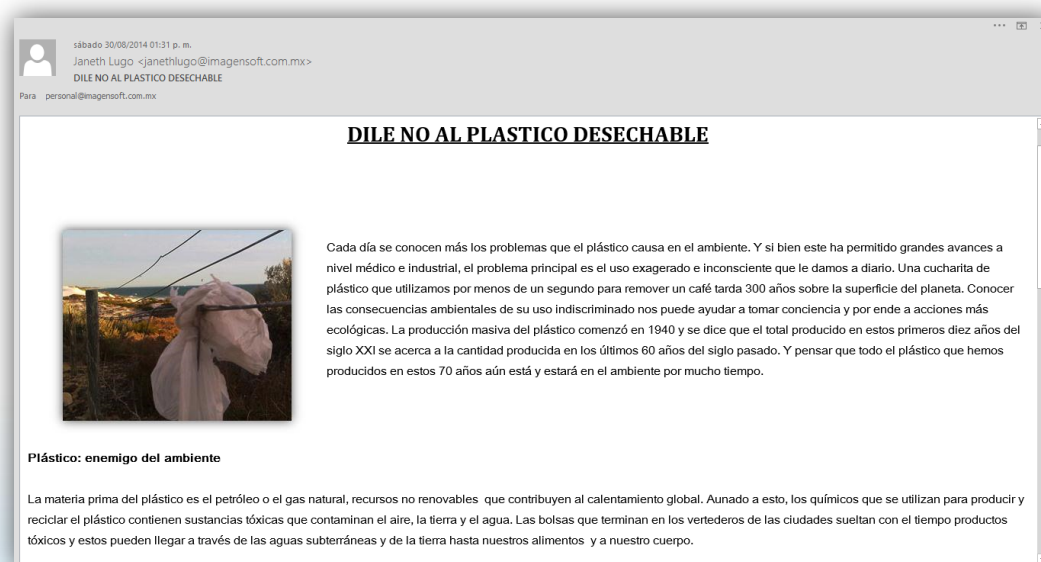 sábado 30/08/2014 01:31 p. m.
Janeth Lugo <janethlugo@imagensoft.com.mx>
DILE NO AL PLASTICO DESECHABLE
Para personal@imagensoft.com.mx
DILE NO AL PLASTICO DESECHABLE
Cada día se conocen más los problemas que el plástico causa en el ambiente. Y si bien este ha permitido grandes avances a
nivel médico e industrial, el problema principal es el uso exagerado e inconsciente que le damos a diario. Una cucharita de
plástico que utilizamos por menos de un segundo para remover un café tarda 300 años sobre la superficie del planeta. Conocer
las consecuencias ambientales de su uso indiscriminado nos puede ayudar a tomar conciencia y por ende a acciones más
ecológicas. La producción masiva del plástico comenzó en 1940 y se dice que el total producido en estos primeros diez años del
siglo XXI se acerca a la cantidad producida en los últimos 60 años del siglo pasado. Y pensar que todo el plástico que hemos
producidos en estos 70 años aún está y estará en el ambiente por mucho tiempo.
Plástico: enemigo del ambiente
La materia prima del plástico es el petróleo o el gas natural, recursos no renovables que contribuyen al calentamiento global. Aunado a esto, los químicos que se utilizan para producir y
reciclar el plástico contienen sustancias tóxicas que contaminan el aire, la tierra y el agua. Las bolsas que terminan en los vertederos de las ciudades sueltan con el tiempo productos
tóxicos y estos pueden llegar a través de las aguas subterráneas y de la tierra hasta nuestros alimentos y a nuestro cuerpo.